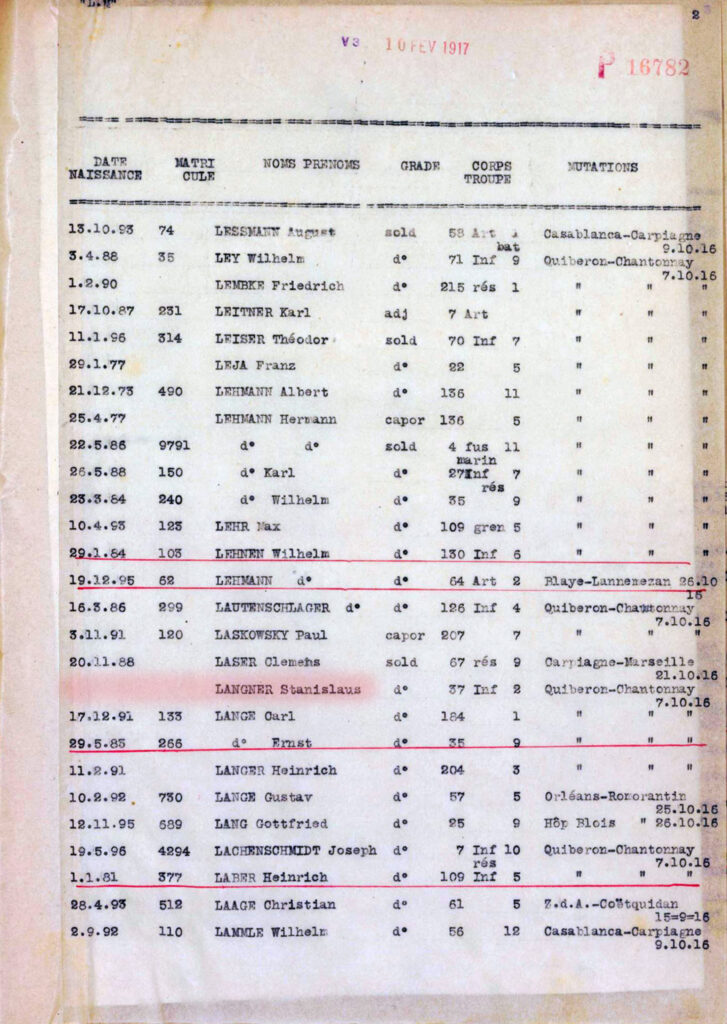 "L.M"
2
V3 10 FEV 1917
P 16782
DATE NAISSANCE MATRI CULE NOMS PRENOMS GRADE CORPS TROUPE MUTATIONS
13.10.93 74 LESSMANN August sold 58 Art 1 bat Casablanca-Carpiagne 9.10.16
3.4.88 35 LEY Wilhelm d° 71 Inf 9 Quiberon-Chantonnay 7.10.16
1.2.90 LEMBKE Friedrich d° 215 rés 1 " " "
17.10.87 231 LEITNER Karl adj 7 Art " " "
11.1.96 314 LEISER Théodor sold 70 Inf 7 " " "
29.1.77 LEJA Franz d° 22 5 " " "
21.12.73 490 LEHMANN Albert d° 136 11 " " "
25.4.77 LEHMANN Hermann capor 136 5 " " "
22.5.86 9791 d° d° sold 4 fus marin 11 " " "
26.5.88 150 d° Karl d° 27Inf rés 7 " " "
23.3.84 240 d° Wilhelm d° 35 9 " " "
10.4.93 123 LEHR Max d° 109 gren 5 " " "
29.1.84 103 LEHNEN Wilhelm d° 130 Inf 6 " " "
19.12.95 62 LEHMANN d° d° 64 Art 2 Blaye-Lannemezan 26.10 16
16.3.86 299 LAUTENSCHLAGER d° d° 126 Inf 4 Quiberon-Chantonnay 7.10.16
3.11.91 120 LASKOWSKY Paul capor 207 7 " " "
20.11.88 LASER Clemens sold 67 rés 9 Carpiagne-Marseille 21.10.16
LANGNER Stanislaus d° 37 Inf 2 Quiberon-Chantonnay 7.10.16
17.12.91 133 LANGE Carl d° 184 1 " " "
29.5.83 266 d° Ernst d° 35 9 " " "
11.2.91 LANGER Heinrich d° 204 3 " " "
10.2.92 730 LANGE Gustav d° 57 5 Orléans-Romorantin 25.10.16
12.11.95 689 LANG Gottfried d° 25 9 Hôp Blois " 26.10.16
19.5.96 4294 LACHENSCHMIDT Joseph d° 7 Inf rés 10 Quiberon-Chantonnay 7.10.16
1.1.81 377 LABER Heinrich d° 109 Inf 5 " " "
28.4.93 512 LAAGE Christian d° 61 5 Z.d.A.-Coëtquidan 15=9=16
2.9.92 110 LAMMLE Wilhelm d° 56 12 Casablanca-Carpiagne 9.10.16